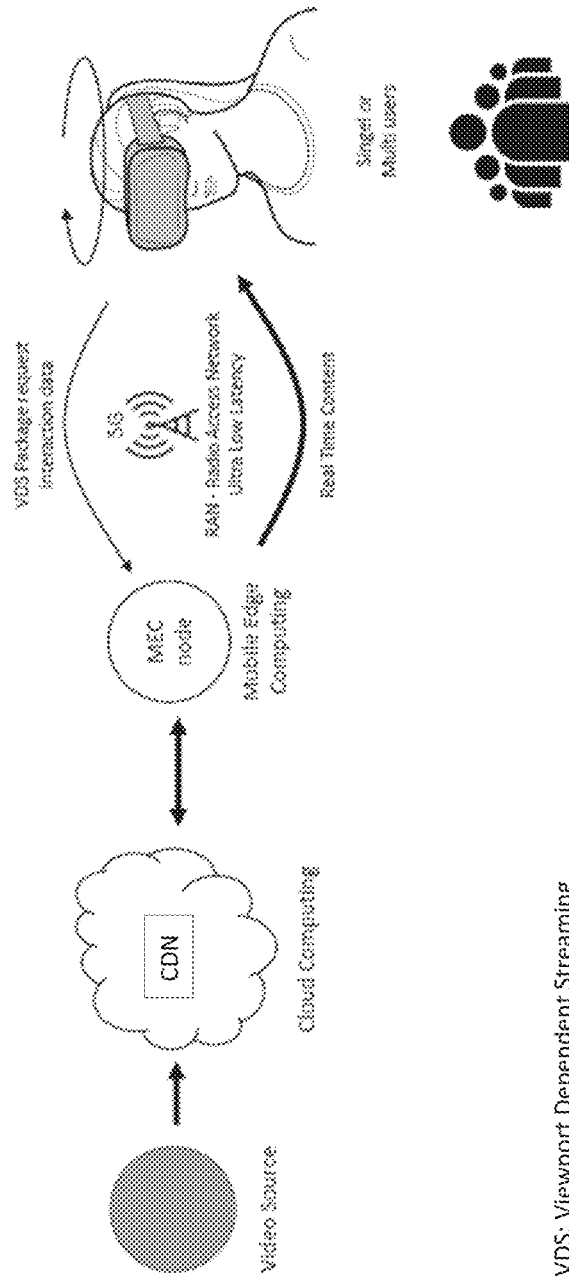 Video Source
CDN
Cloud Computing
MEC
node
Mobile Edge
Computing
VDS Package request
Interaction data
5G
RAN - Radio Access Network
Ultra Low Latency
Real Time Content
Singel or
Multi users
VDS: Viewport Dependent Streaming